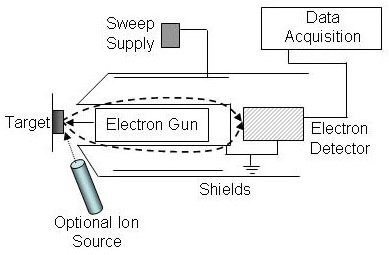 Sweep
Supply
Data
Acquisition
Target
Electron Gun
Electron
Detector
Shields
Optional Ion
Source